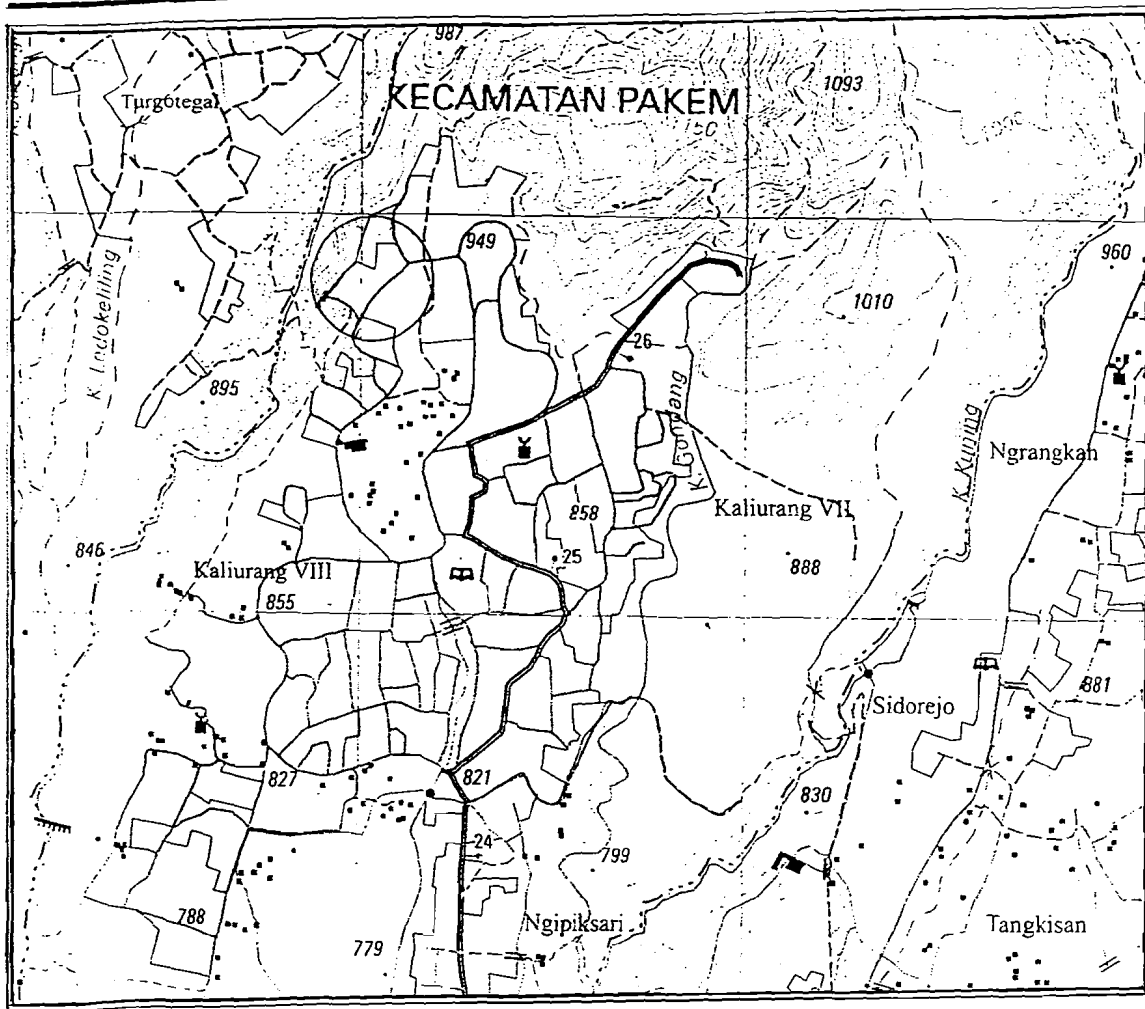 987
KECAMATAN PAKEM
1093
Turgotegal
949
960
K. Indokeliling
1010
26
895
K. Gondang
K. Kuning
Ngrangkah
858
Kaliurang VII
846
25
888
Kaliurang VIII
855
881
Sidorejo
827
821
830
24
799
788
Ngipiksari
Tangkisan
779